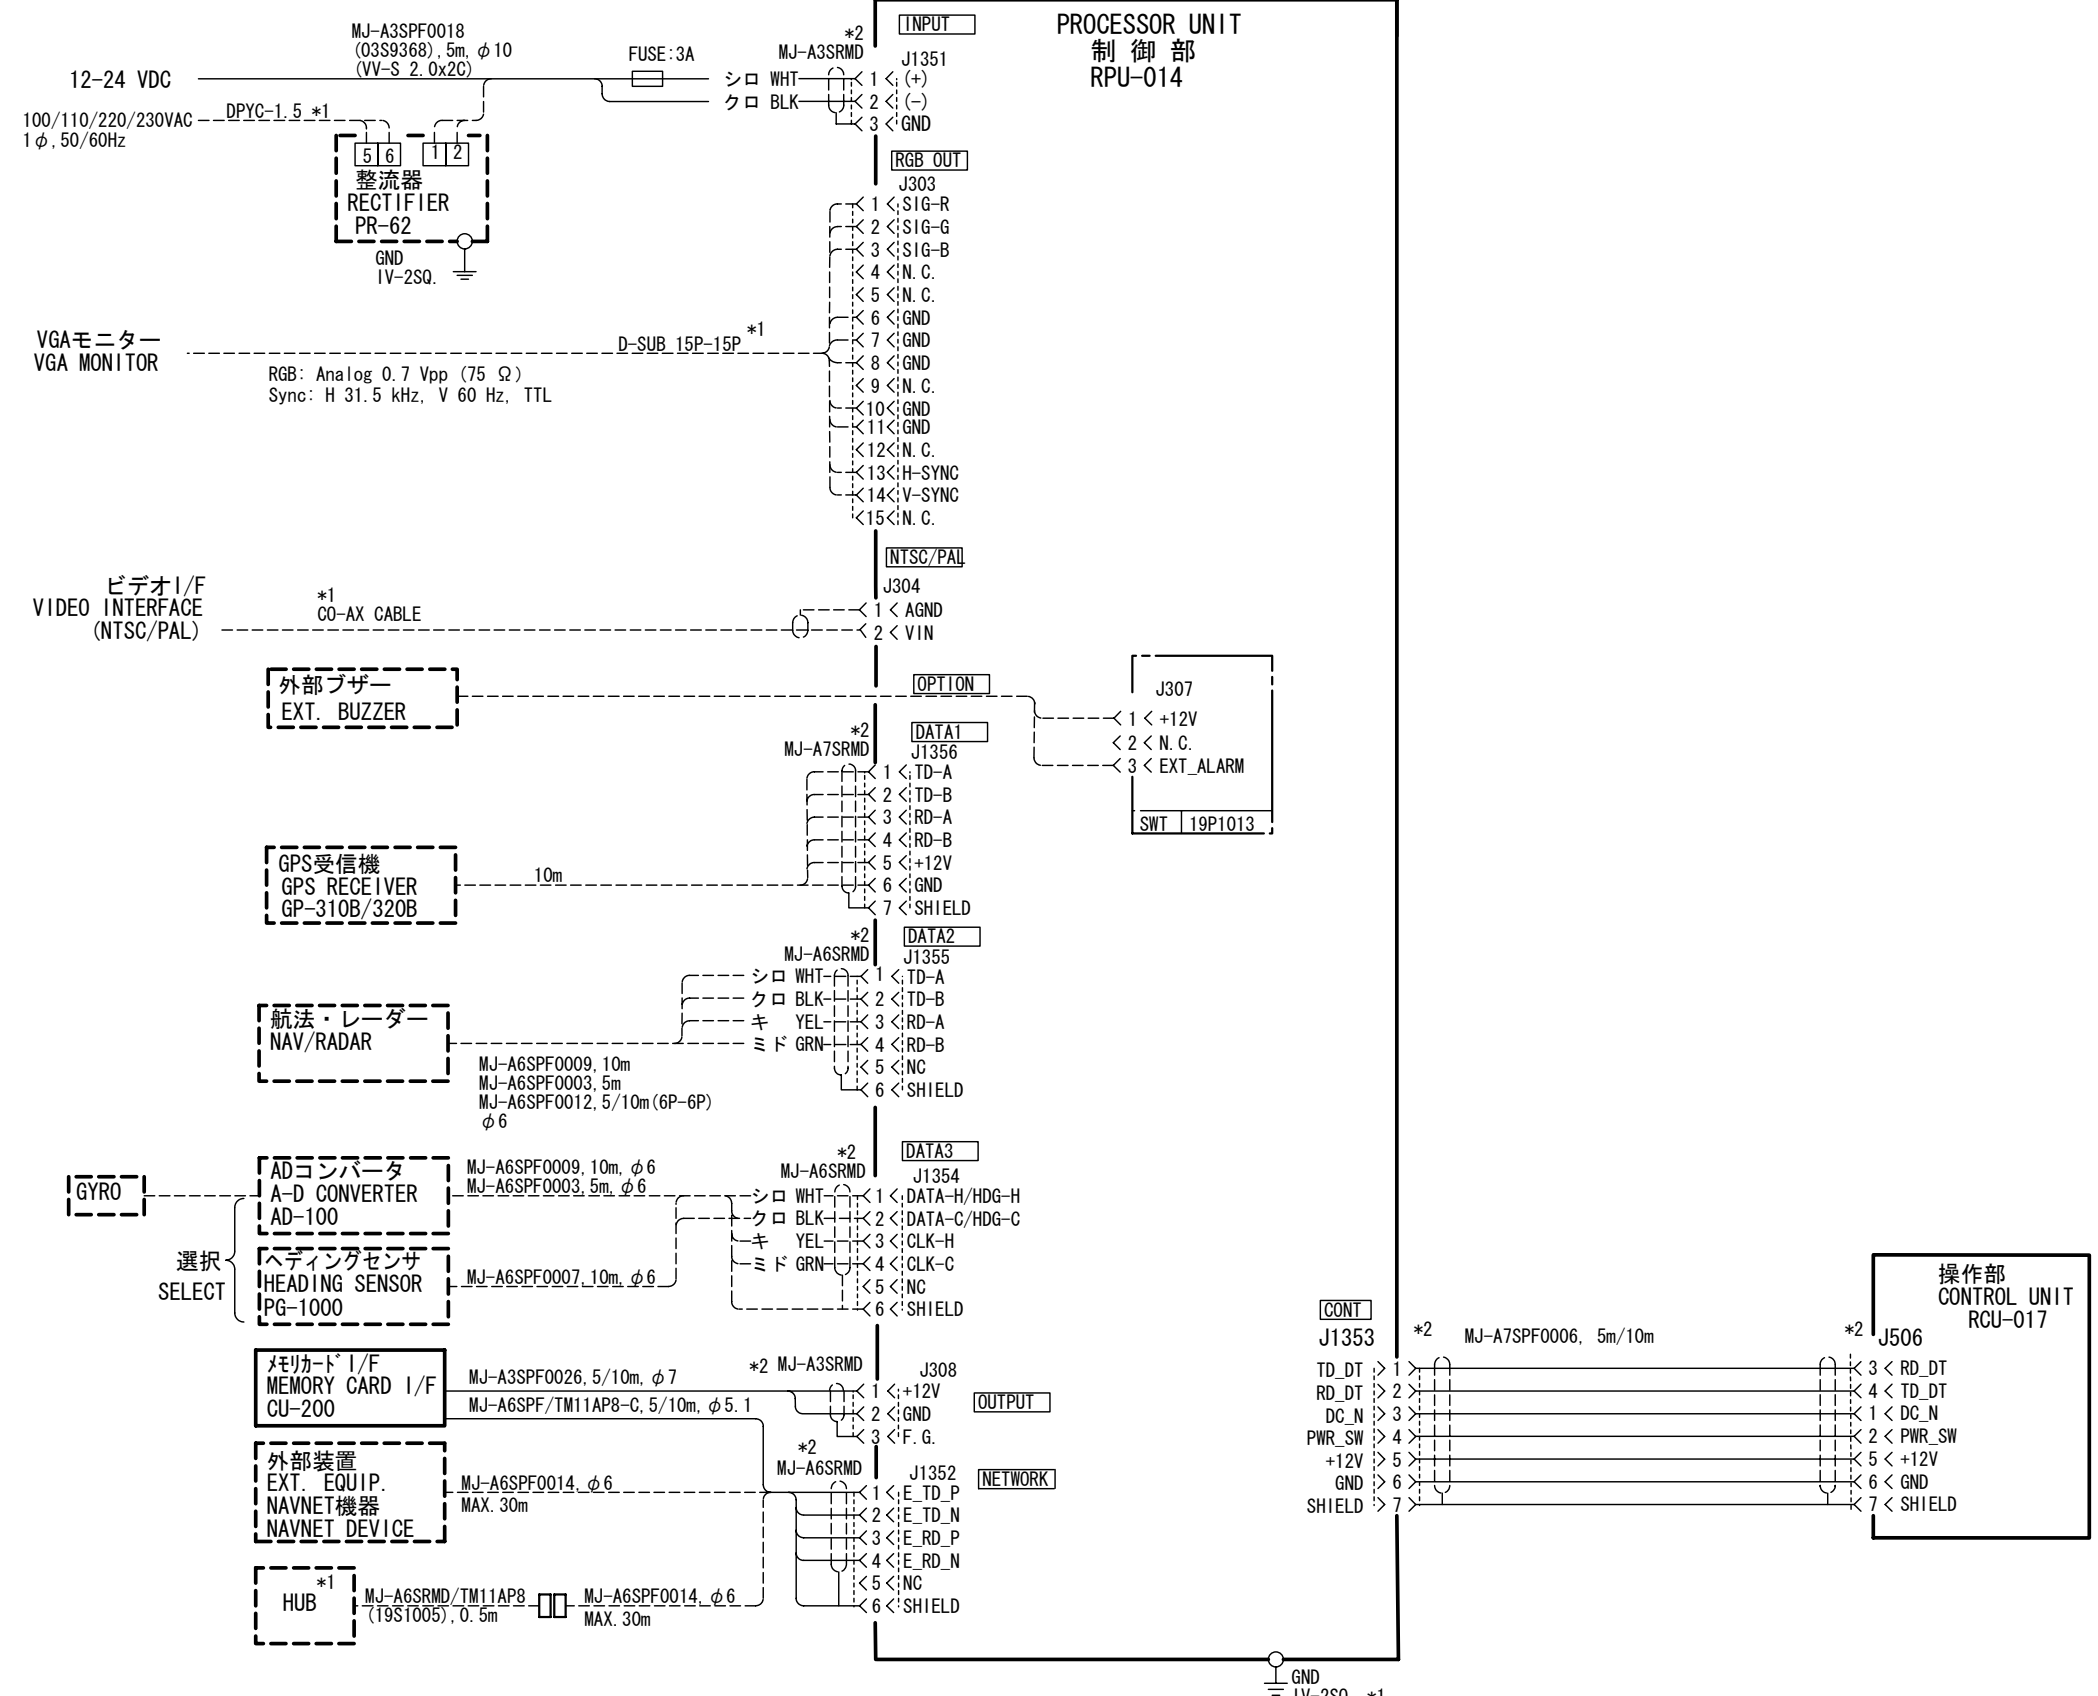 PROCESSOR UNIT
制 御 部
RPU-014
INPUT
*2
MJ-A3SRMD
J1351
MJ-A3SPF0018
(03S9368), 5m, φ10
(VV-S 2.0x2C)
FUSE:3A
12-24 VDC
シロ WHT 1 (+)
クロ BLK 2 (-)
3 GND
100/110/220/230VAC
1φ, 50/60Hz
DPYC-1.5 *1
5 6 1 2
整流器
RECTIFIER
PR-62
GND
IV-2SQ.
RGB OUT
J303
1 SIG-R
2 SIG-G
3 SIG-B
4 N.C.
5 N.C.
6 GND
7 GND
8 GND
9 N.C.
10 GND
11 GND
12 N.C.
13 H-SYNC
14 V-SYNC
15 N.C.
VGAモニター
VGA MONITOR
D-SUB 15P-15P *1
RGB: Analog 0.7 Vpp (75 Ω)
Sync: H 31.5 kHz, V 60 Hz, TTL
NTSC/PAL
J304
1 AGND
2 VIN
ビデオI/F
VIDEO INTERFACE
(NTSC/PAL)
*1
CO-AX CABLE
外部ブザー
EXT. BUZZER
OPTION
J307
1 +12V
2 N.C.
3 EXT_ALARM
SWT 19P1013
*2
MJ-A7SRMD
DATA1
J1356
1 TD-A
2 TD-B
3 RD-A
4 RD-B
5 +12V
6 GND
7 SHIELD
GPS受信機
GPS RECEIVER
GP-310B/320B
10m
*2
MJ-A6SRMD
DATA2
J1355
シロ WHT 1 TD-A
クロ BLK 2 TD-B
キ YEL 3 RD-A
ミド GRN 4 RD-B
5 NC
6 SHIELD
航法・レーダー
NAV/RADAR
MJ-A6SPF0009, 10m
MJ-A6SPF0003, 5m
MJ-A6SPF0012, 5/10m(6P-6P)
φ6
*2
MJ-A6SRMD
DATA3
J1354
シロ WHT 1 DATA-H/HDG-H
クロ BLK 2 DATA-C/HDG-C
キ YEL 3 CLK-H
ミド GRN 4 CLK-C
5 NC
6 SHIELD
GYRO
ADコンバータ
A-D CONVERTER
AD-100
MJ-A6SPF0009, 10m, φ6
MJ-A6SPF0003, 5m, φ6
選択
SELECT
ヘディングセンサ
HEADING SENSOR
PG-1000
MJ-A6SPF0007, 10m, φ6
メモリカードI/F
MEMORY CARD I/F
CU-200
MJ-A3SPF0026, 5/10m, φ7
MJ-A6SPF/TM11AP8-C, 5/10m, φ5.1
*2 MJ-A3SRMD
J308
OUTPUT
1 +12V
2 GND
3 F.G.
外部装置
EXT. EQUIP.
NAVNET機器
NAVNET DEVICE
MJ-A6SPF0014, φ6
MAX. 30m
*2
MJ-A6SRMD
J1352
NETWORK
1 E_TD_P
2 E_TD_N
3 E_RD_P
4 E_RD_N
5 NC
6 SHIELD
HUB *1
MJ-A6SRMD/TM11AP8
(19S1005), 0.5m
MJ-A6SPF0014, φ6
MAX. 30m
CONT
J1353
*2
MJ-A7SPF0006, 5m/10m
*2
J506
操作部
CONTROL UNIT
RCU-017
TD_DT 1 3 RD_DT
RD_DT 2 4 TD_DT
DC_N 3 1 DC_N
PWR_SW 4 2 PWR_SW
+12V 5 5 +12V
GND 6 6 GND
SHIELD 7 7 SHIELD
GND
IV-2SQ. *1